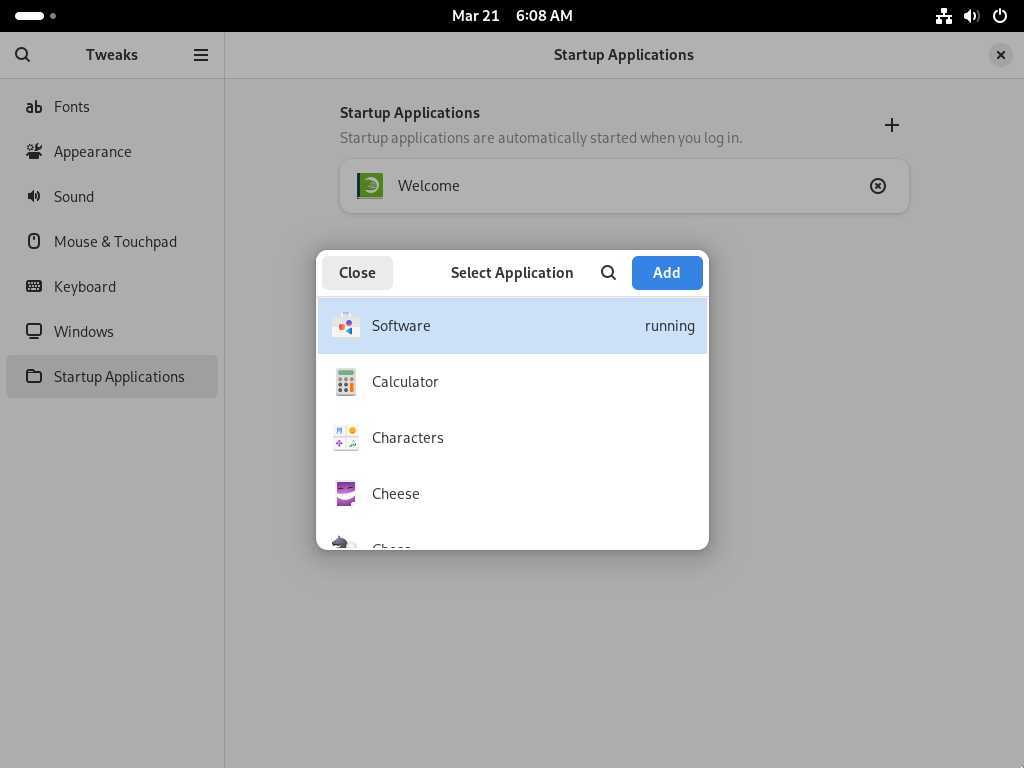 Mar 21 6:08 AM
Tweaks
Startup Applications
Fonts
Appearance
Sound
Mouse & Touchpad
Keyboard
Windows
Startup Applications
Startup Applications
Startup applications are automatically started when you log in.
Welcome
Close Select Application Add
Software running
Calculator
Characters
Cheese